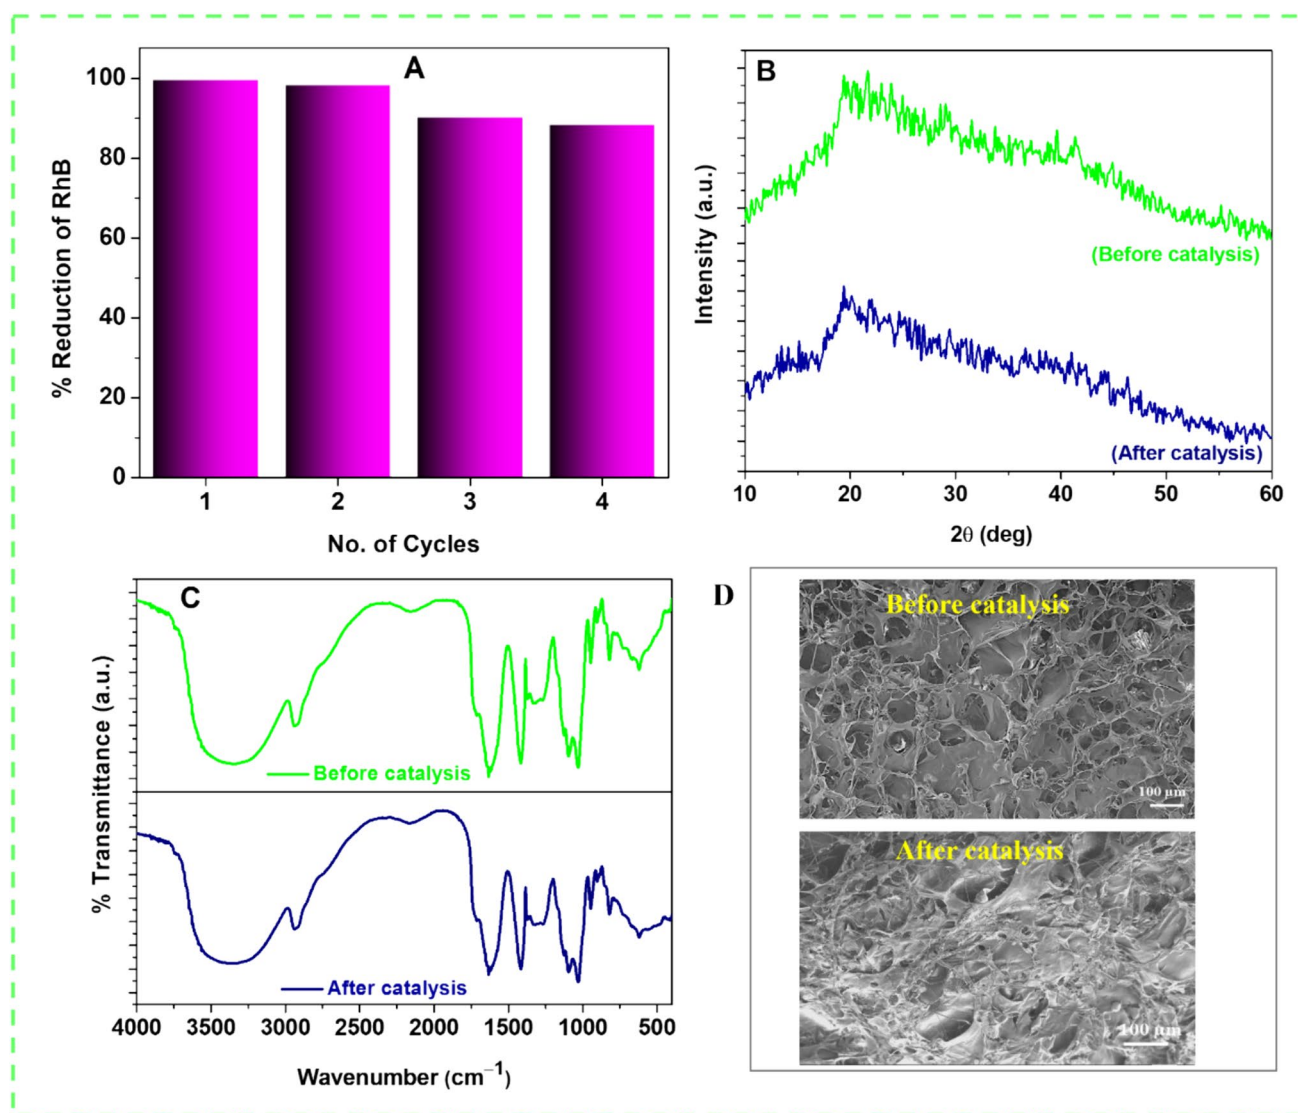 A
100
80
60
40
20
0
% Reduction of RhB
1 2 3 4
No. of Cycles
B
Intensity (a.u.)
(Before catalysis)
(After catalysis)
10 20 30 40 50 60
2θ (deg)
C
% Transmittance (a.u.)
Before catalysis
After catalysis
4000 3500 3000 2500 2000 1500 1000 500
Wavenumber (cm⁻¹)
D
Before catalysis
100 μm
After catalysis
100 μm